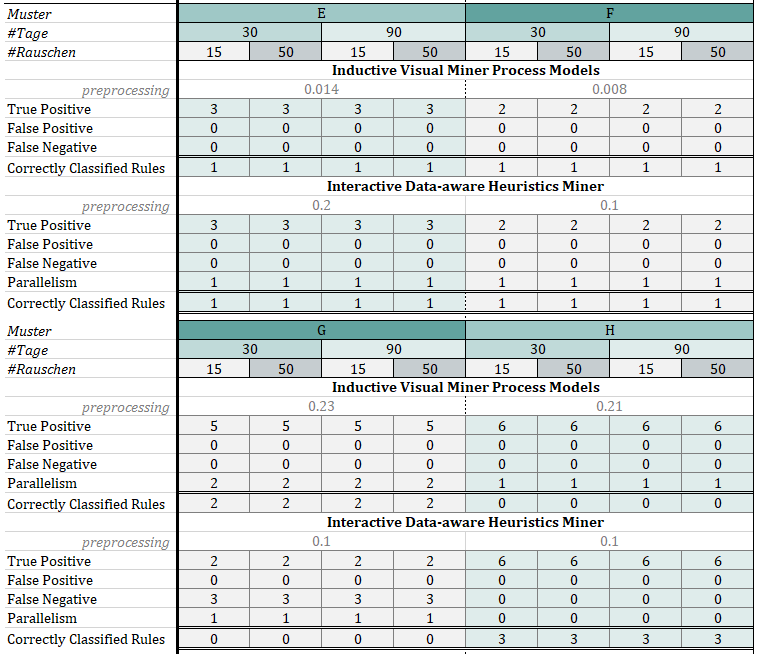 Muster E F
#Tage 30 90 30 90
#Rauschen 15 50 15 50 15 50 15 50
Inductive Visual Miner Process Models
preprocessing 0.014 0.008
True Positive 3 3 3 3 2 2 2 2
False Positive 0 0 0 0 0 0 0 0
False Negative 0 0 0 0 0 0 0 0
Correctly Classified Rules 1 1 1 1 1 1 1 1
Interactive Data-aware Heuristics Miner
preprocessing 0.2 0.1
True Positive 3 3 3 3 2 2 2 2
False Positive 0 0 0 0 0 0 0 0
False Negative 0 0 0 0 0 0 0 0
Parallelism 1 1 1 1 1 1 1 1
Correctly Classified Rules 1 1 1 1 1 1 1 1
Muster G H
#Tage 30 90 30 90
#Rauschen 15 50 15 50 15 50 15 50
Inductive Visual Miner Process Models
preprocessing 0.23 0.21
True Positive 5 5 5 5 6 6 6 6
False Positive 0 0 0 0 0 0 0 0
False Negative 0 0 0 0 0 0 0 0
Parallelism 2 2 2 2 1 1 1 1
Correctly Classified Rules 2 2 2 2 0 0 0 0
Interactive Data-aware Heuristics Miner
preprocessing 0.1 0.1
True Positive 2 2 2 2 6 6 6 6
False Positive 0 0 0 0 0 0 0 0
False Negative 3 3 3 3 0 0 0 0
Parallelism 1 1 1 1 0 0 0 0
Correctly Classified Rules 0 0 0 0 3 3 3 3